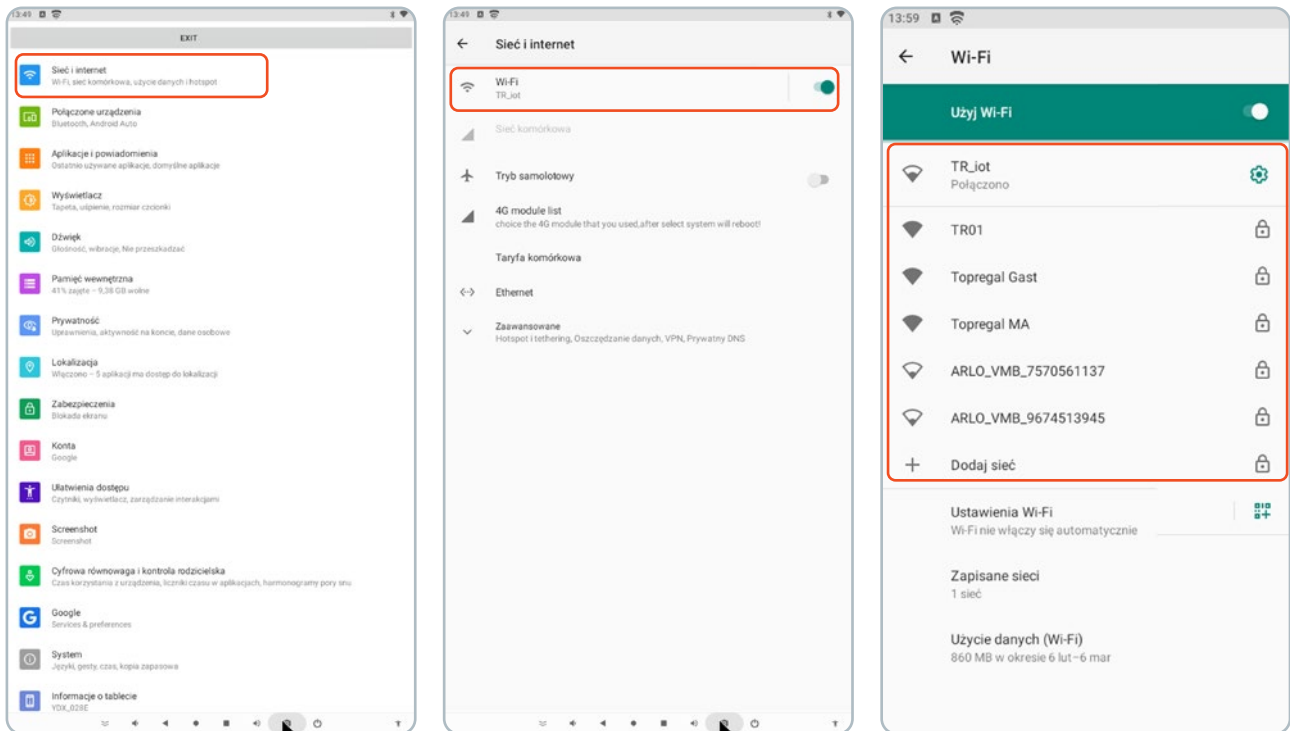 13:49
EXIT
Sieć i internet
Wi-Fi, sieć komórkowa, użycie danych i hotspot
Połączone urządzenia
Bluetooth, Android Auto
Aplikacje i powiadomienia
Ostatnio używane aplikacje, domyślne aplikacje
Wyświetlacz
Tapeta, uśpienie, rozmiar czcionki
Dźwięk
Głośność, wibracje, Nie przeszkadzać
Pamięć wewnętrzna
41% zajęte – 9,38 GB wolne
Prywatność
Uprawnienia, aktywność na koncie, dane osobowe
Lokalizacja
Włączono – 5 aplikacji ma dostęp do lokalizacji
Zabezpieczenia
Blokada ekranu
Konta
Google
Ułatwienia dostępu
Czytniki, wyświetlacz, zarządzanie interakcjami
Screenshot
Screenshot
Cyfrowa równowaga i kontrola rodzicielska
Czas korzystania z urządzenia, liczniki czasu w aplikacjach, harmonogramy pory snu
Google
Services & preferences
System
Języki, gesty, czas, kopia zapasowa
Informacje o tablecie
YDX_028E
13:49
Sieć i internet
Wi-Fi
TR_iot
Sieć komórkowa
Tryb samolotowy
4G module list
choice the 4G module that you used,after select system will reboot!
Taryfa komórkowa
Ethernet
Zaawansowane
Hotspot i tethering, Oszczędzanie danych, VPN, Prywatny DNS
13:59
Wi-Fi
Użyj Wi-Fi
TR_iot
Połączono
TR01
Topregal Gast
Topregal MA
ARLO_VMB_7570561137
ARLO_VMB_9674513945
Dodaj sieć
Ustawienia Wi-Fi
Wi-Fi nie włączy się automatycznie
Zapisane sieci
1 sieć
Użycie danych (Wi-Fi)
860 MB w okresie 6 lut–6 mar